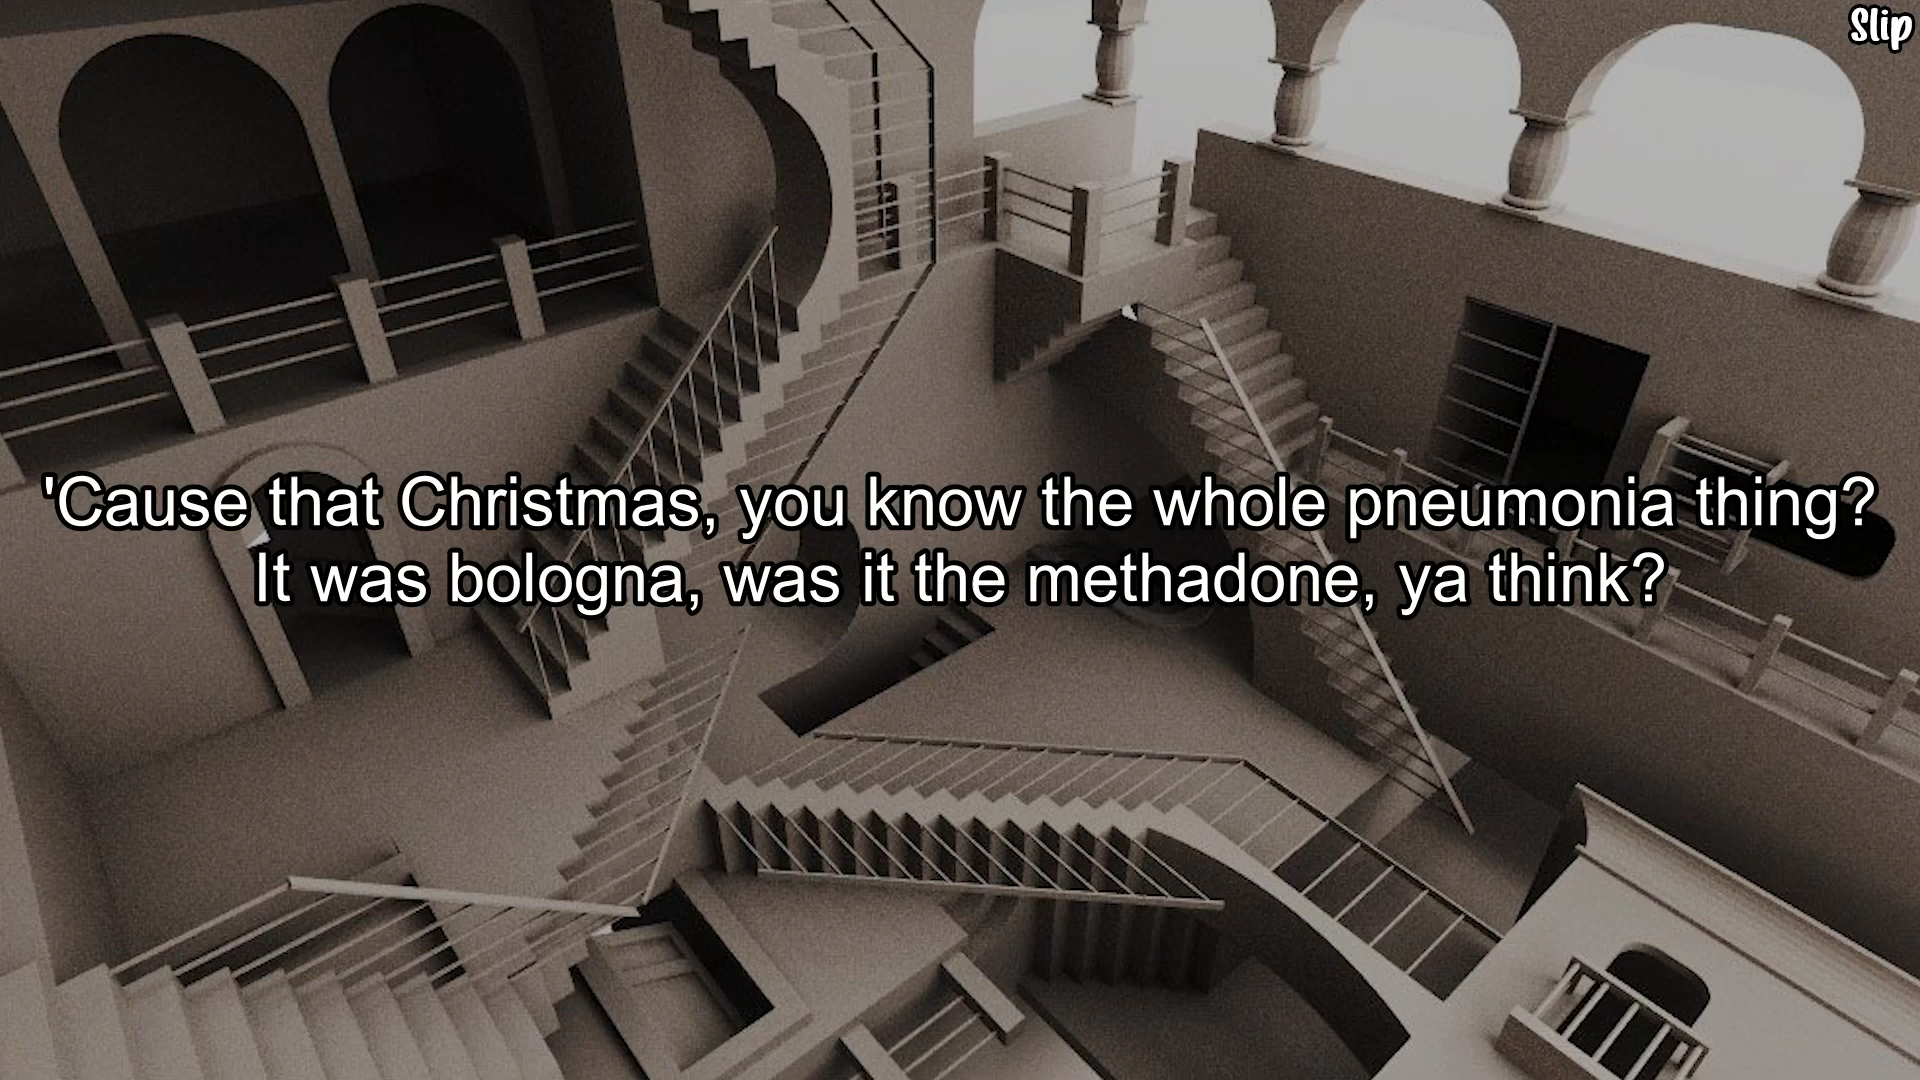 Slip
'Cause that Christmas, you know the whole pneumonia thing?
It was bologna, was it the methadone, ya think?